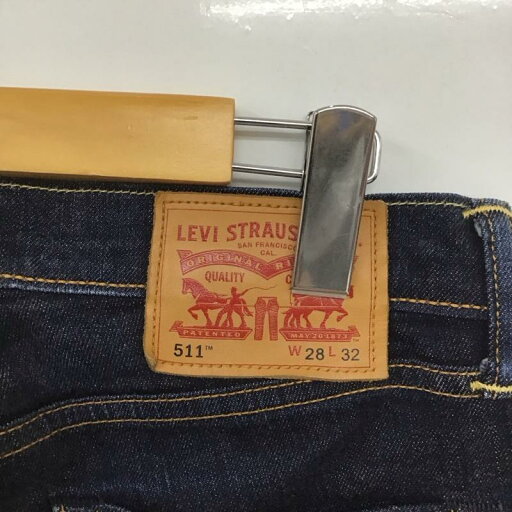 LEVI STRAUSS
SAN FRANCISCO
CAL.
ORIGINAL
QUALITY
PATENTED MAY 20 1873
511™ W 28 L 32